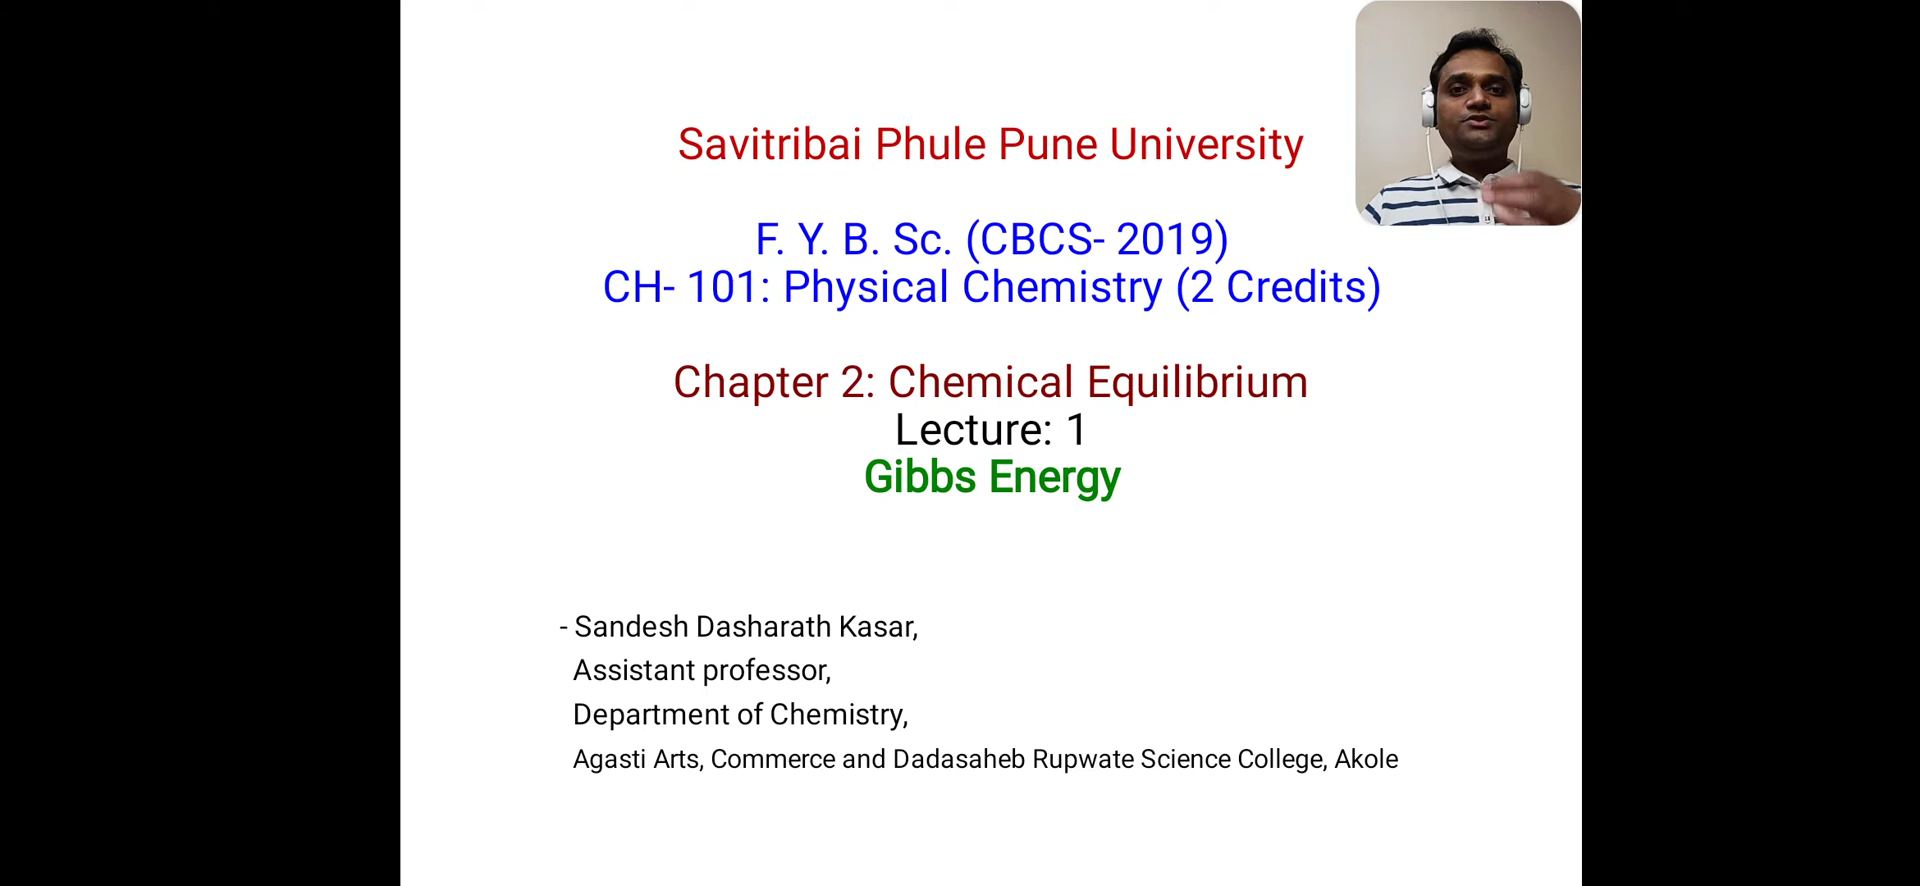 Savitribai Phule Pune University
F. Y. B. Sc. (CBCS- 2019)
CH- 101: Physical Chemistry (2 Credits)
Chapter 2: Chemical Equilibrium
Lecture: 1
Gibbs Energy
- Sandesh Dasharath Kasar,
Assistant professor,
Department of Chemistry,
Agasti Arts, Commerce and Dadasaheb Rupwate Science College, Akole